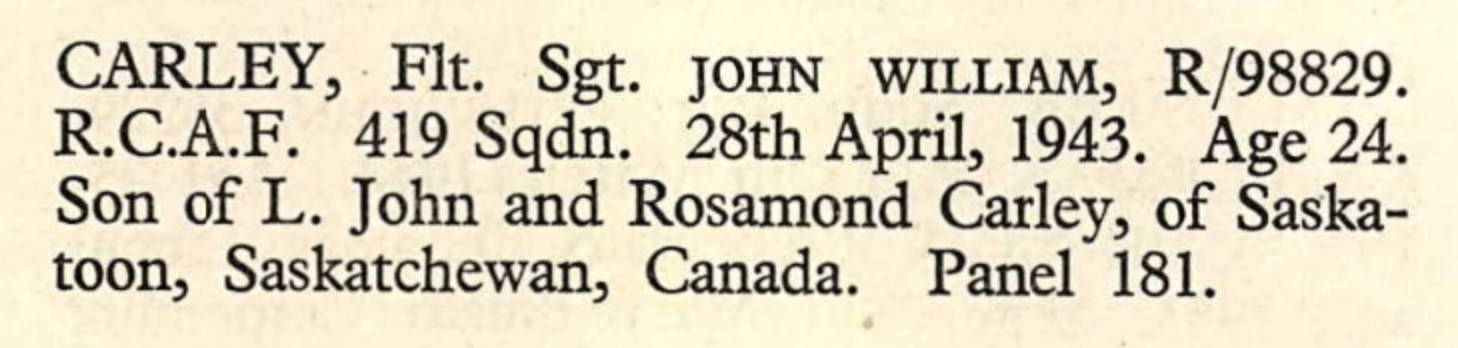 CARLEY, Flt. Sgt. JOHN WILLIAM, R/98829.
R.C.A.F. 419 Sqdn. 28th April, 1943. Age 24.
Son of L. John and Rosamond Carley, of Saska-
toon, Saskatchewan, Canada. Panel 181.